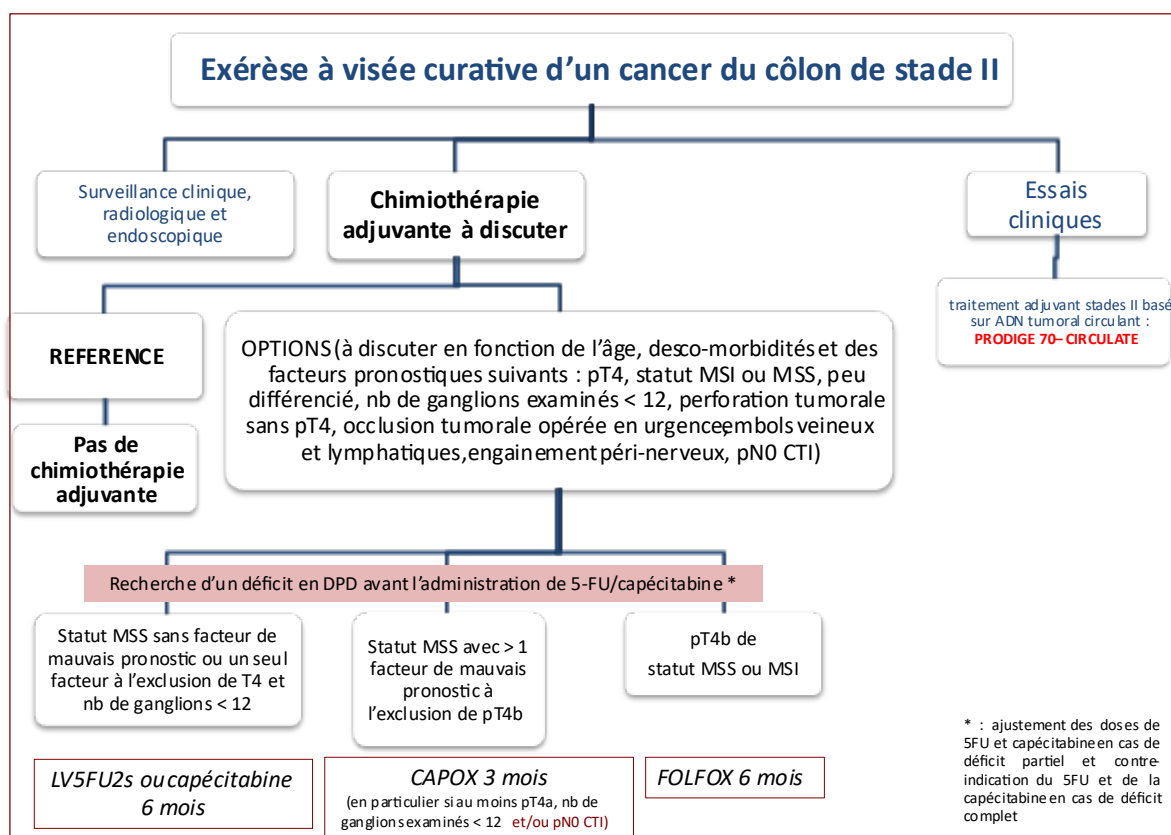 Exérèse à visée curative d’un cancer du côlon de stade II
Surveillance clinique,
radiologique et
endoscopique
Chimiothérapie
adjuvante à discuter
Essais
cliniques
traitement adjuvant stades II basé
sur ADN tumoral circulant :
PRODIGE 70– CIRCULATE
REFERENCE
Pas de
chimiothérapie
adjuvante
OPTIONS (à discuter en fonction de l’âge, desco-morbidités et des
facteurs pronostiques suivants : pT4, statut MSI ou MSS, peu
différencié, nb de ganglions examinés < 12, perforation tumorale
sans pT4, occlusion tumorale opérée en urgence,embols veineux
et lymphatiques, engainement péri-nerveux, pN0 CTI)
Recherche d’un déficit en DPD avant l’administration de 5-FU/capécitabine *
Statut MSS sans facteur de
mauvais pronostic ou un seul
facteur à l’exclusion de T4 et
nb de ganglions < 12
Statut MSS avec > 1
facteur de mauvais
pronostic à
l’exclusion de pT4b
pT4b de
statut MSS ou MSI
LV5FU2s ou capécitabine
6 mois
CAPOX 3 mois
(en particulier si au moins pT4a, nb de
ganglions examinés < 12 et/ou pN0 CTI)
FOLFOX 6 mois
* : ajustement des doses de
5FU et capécitabine en cas de
déficit partiel et contre-
indication du 5FU et de la
capécitabine en cas de déficit
complet